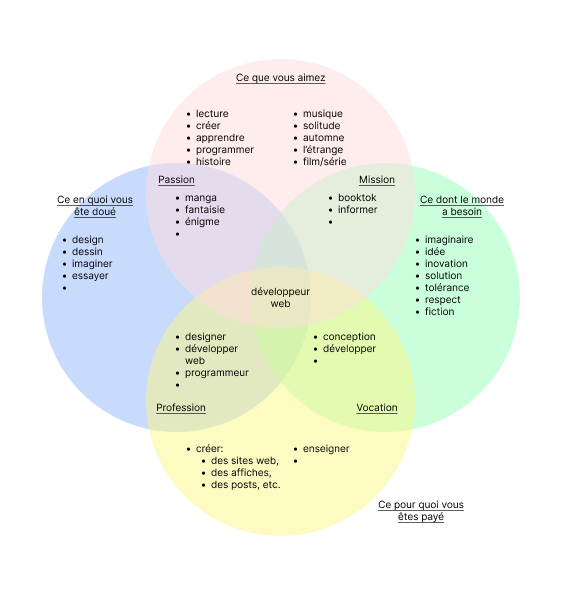 Ce que vous aimez
• lecture
• créer
• apprendre
• programmer
• histoire
• musique
• solitude
• automne
• l'étrange
• film/série
Passion
• manga
• fantaisie
• énigme
•
Mission
• booktok
• informer
•
Ce en quoi vous
ête doué
• design
• dessin
• imaginer
• essayer
•
Ce dont le monde
a besoin
• imaginaire
• idée
• inovation
• solution
• tolérance
• respect
• fiction
développeur
web
• designer
• développer
web
• programmeur
•
Profession
• conception
• développer
•
Vocation
• créer:
• des sites web,
• des affiches,
• des posts, etc.
• enseigner
•
Ce pour quoi vous
êtes payé